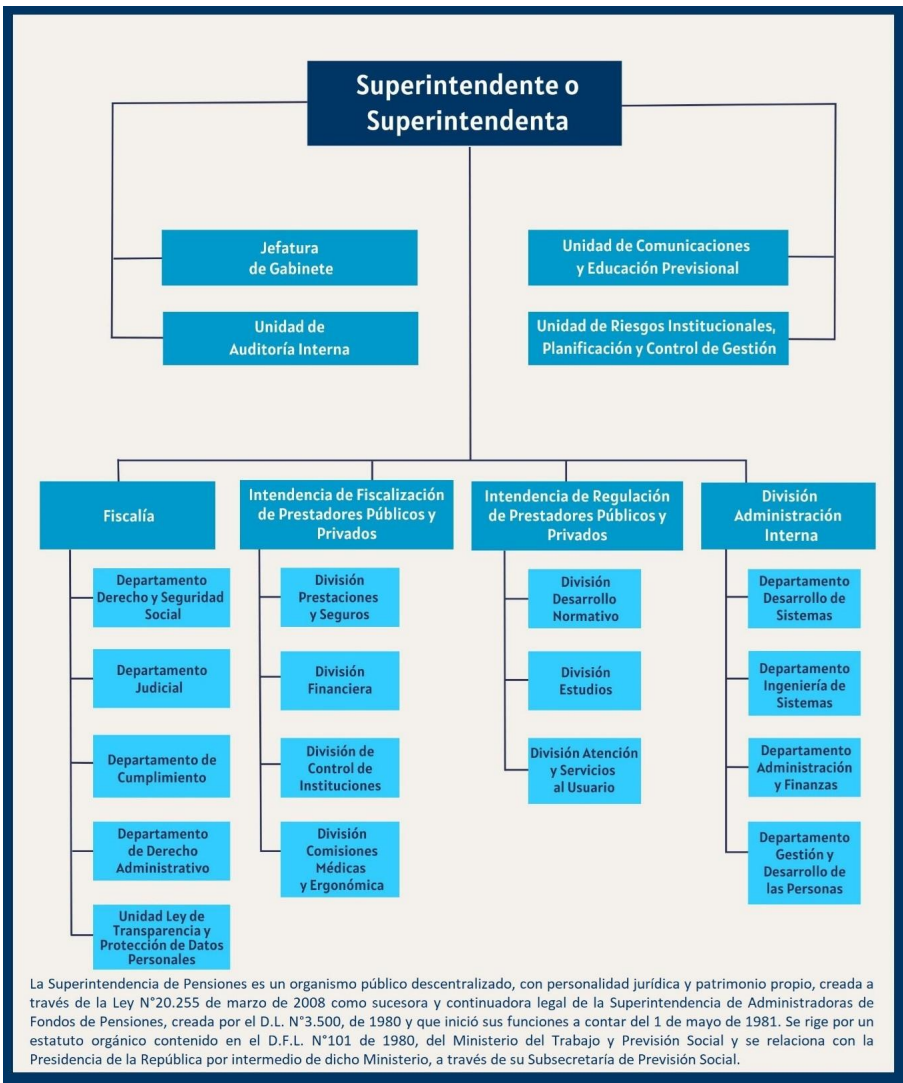 Superintendente o
Superintendenta
Jefatura
de Gabinete
Unidad de Comunicaciones
y Educación Previsional
Unidad de
Auditoría Interna
Unidad de Riesgos Institucionales,
Planificación y Control de Gestión
Fiscalía
Intendencia de Fiscalización
de Prestadores Públicos y
Privados
Intendencia de Regulación
de Prestadores Públicos y
Privados
División
Administración
Interna
Departamento
Derecho y Seguridad
Social
Departamento
Judicial
Departamento de
Cumplimiento
Departamento
de Derecho
Administrativo
Unidad Ley de
Transparencia y
Protección de Datos
Personales
División
Prestaciones
y Seguros
División
Financiera
División de
Control de
Instituciones
División
Comisiones
Médicas
y Ergonómica
División
Desarrollo
Normativo
División
Estudios
División Atención
y Servicios
al Usuario
Departamento
Desarrollo de
Sistemas
Departamento
Ingeniería de
Sistemas
Departamento
Administración
y Finanzas
Departamento
Gestión y
Desarrollo de
las Personas
La Superintendencia de Pensiones es un organismo público descentralizado, con personalidad jurídica y patrimonio propio, creada a
través de la Ley N°20.255 de marzo de 2008 como sucesora y continuadora legal de la Superintendencia de Administradoras de
Fondos de Pensiones, creada por el D.L. N°3.500, de 1980 y que inició sus funciones a contar del 1 de mayo de 1981. Se rige por un
estatuto orgánico contenido en el D.F.L. N°101 de 1980, del Ministerio del Trabajo y Previsión Social y se relaciona con la
Presidencia de la República por intermedio de dicho Ministerio, a través de su Subsecretaría de Previsión Social.